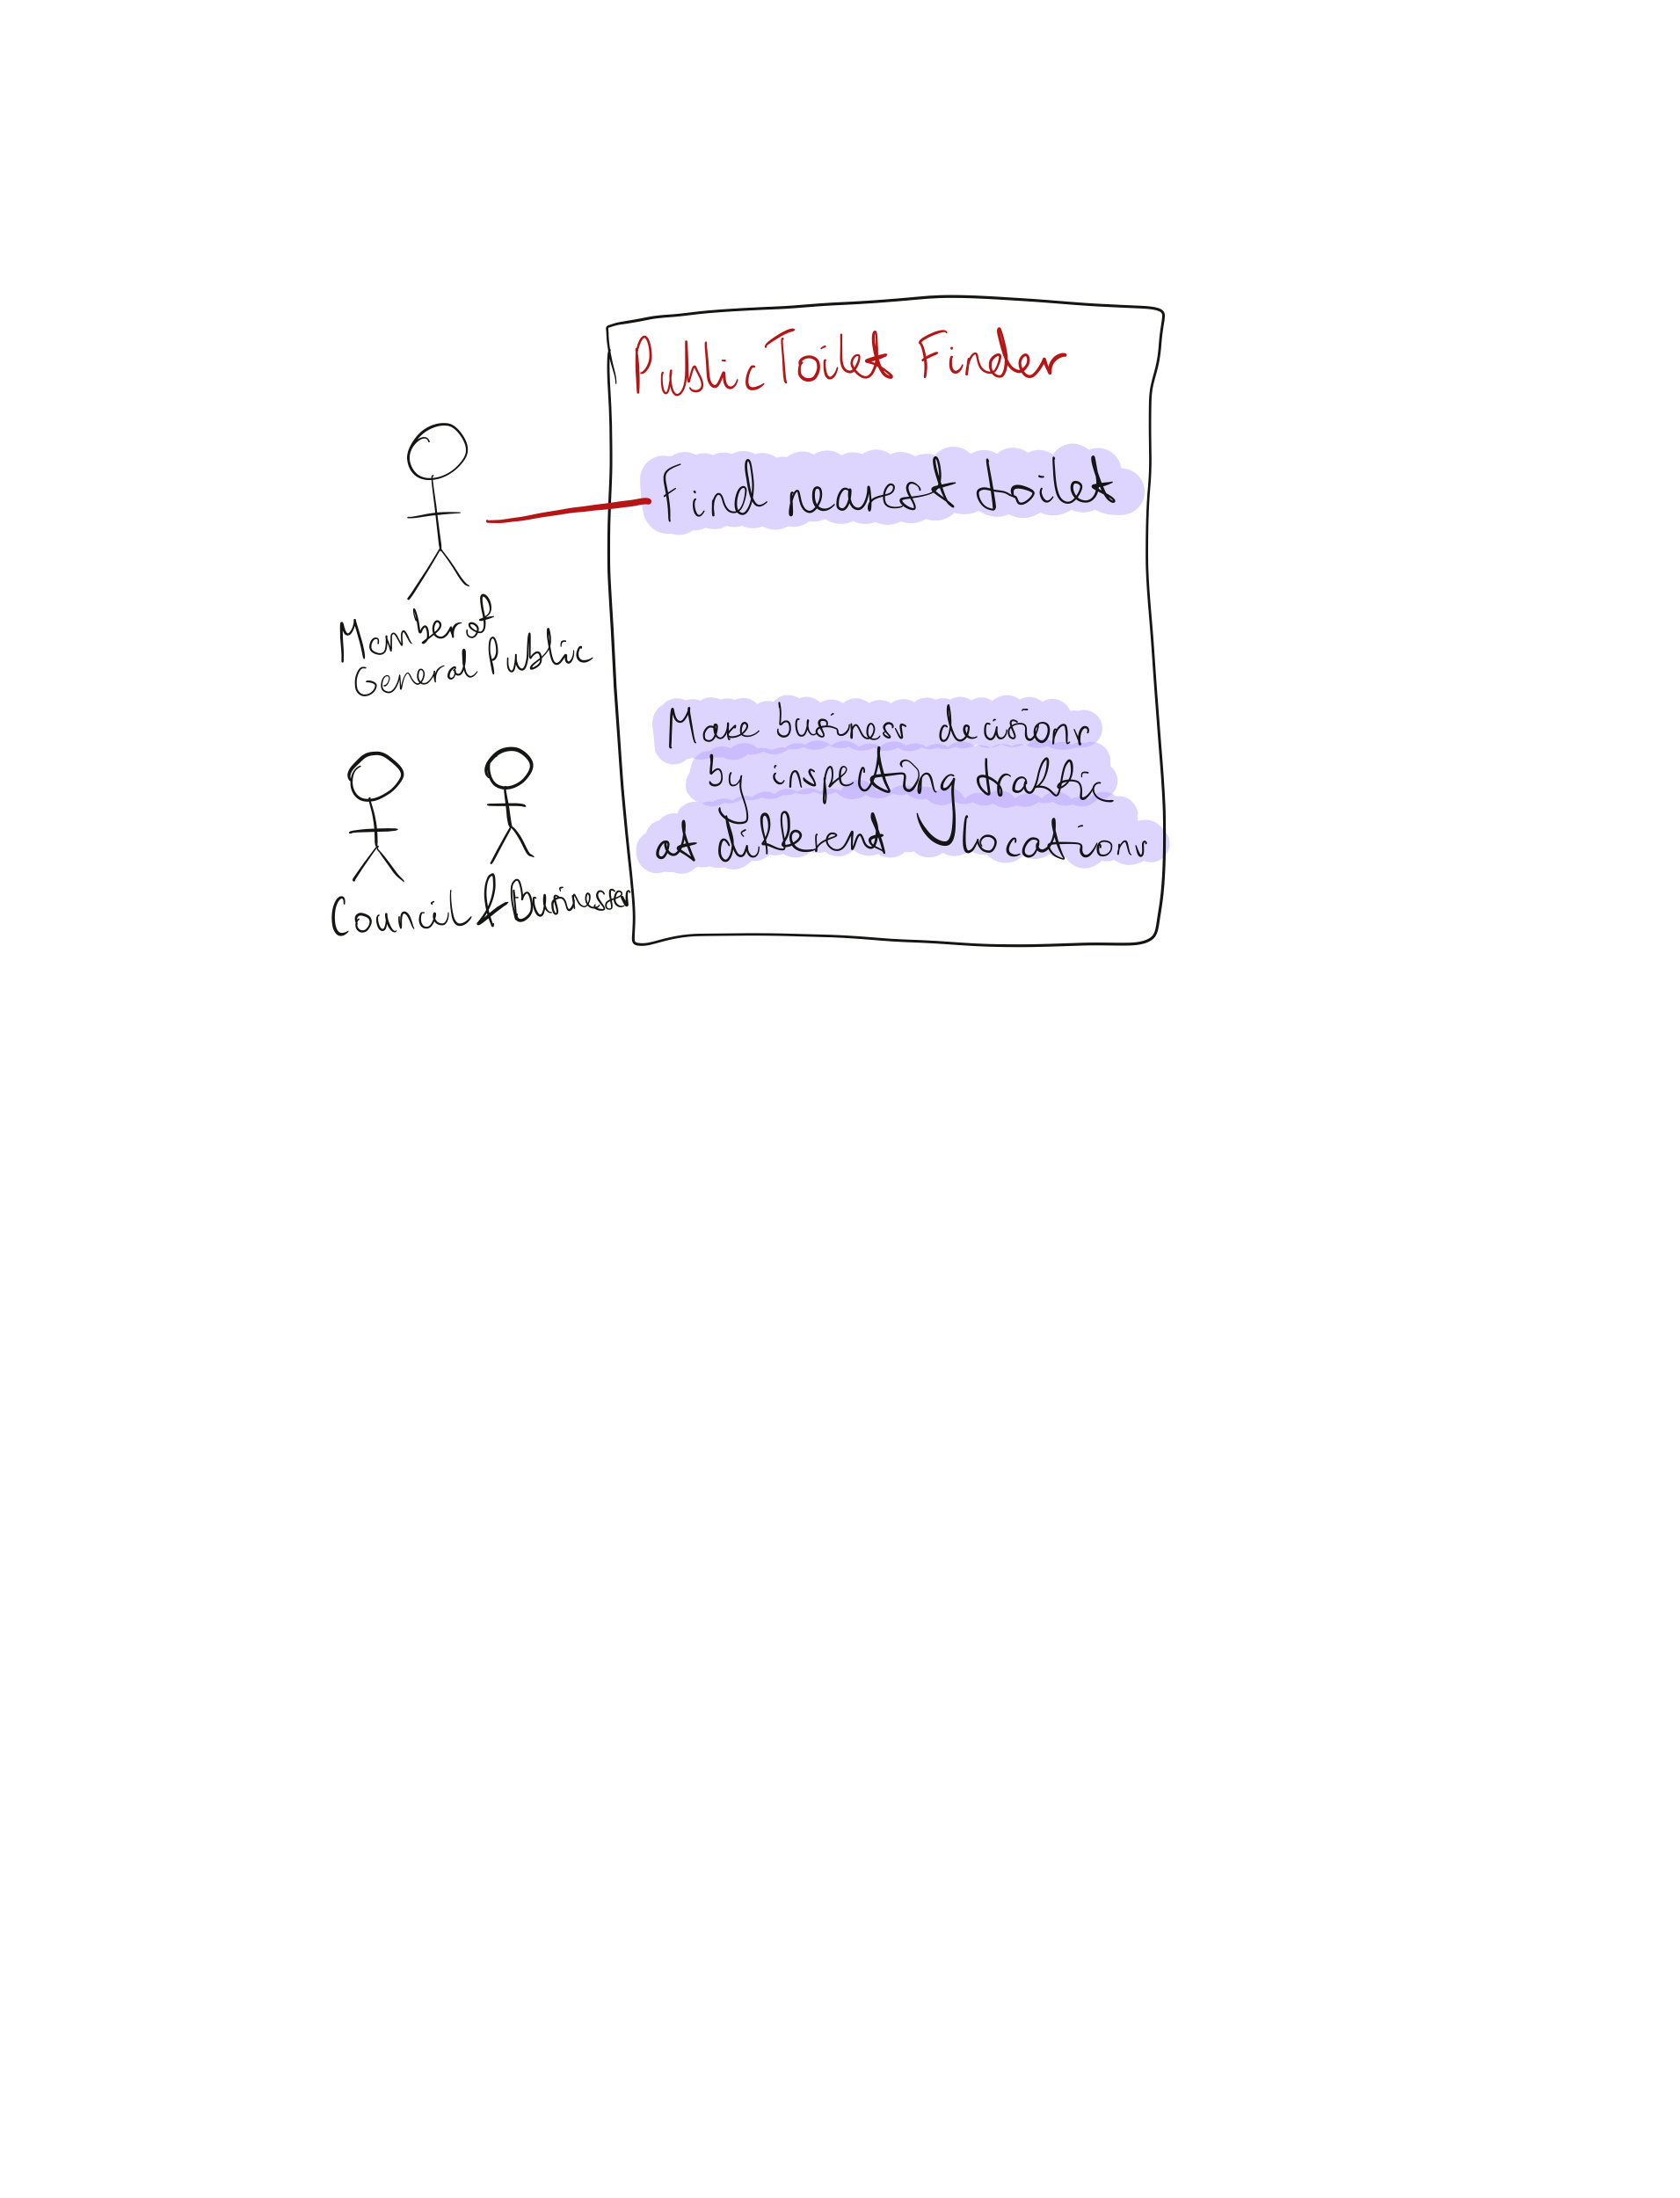 Public Toilet Finder
Find nearest toilet
Member of
General Public
Make business decisions
by inspecting traffic
at different locations
Council & Businesses